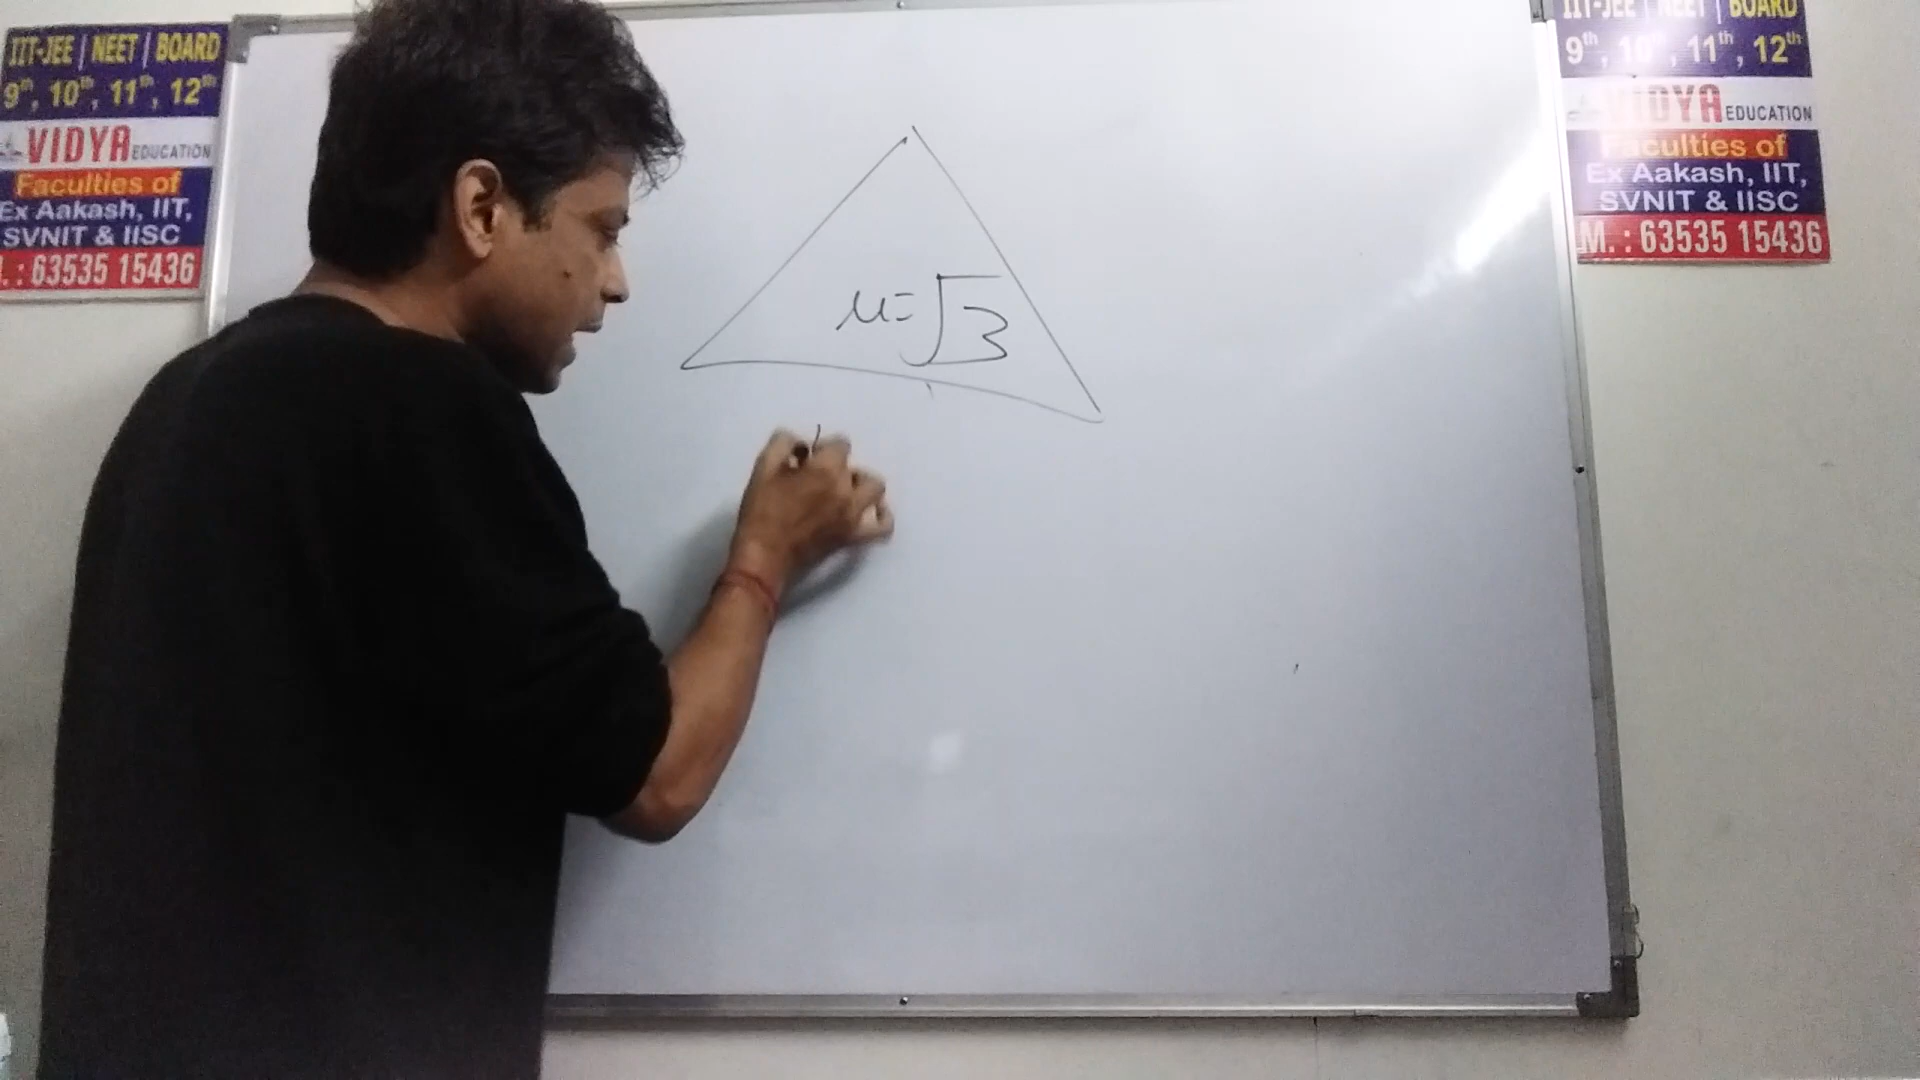 IIT-JEE | NEET | BOARD
9th, 10th, 11th, 12th
VIDYA EDUCATION
Faculties of
Ex Aakash, IIT,
SVNIT & IISC
.: 63535 15436
μ=√3
IIT-JEE | NEET | BOARD
9th, 10th, 11th, 12th
VIDYA EDUCATION
Faculties of
Ex Aakash, IIT,
SVNIT & IISC
M. : 63535 15436